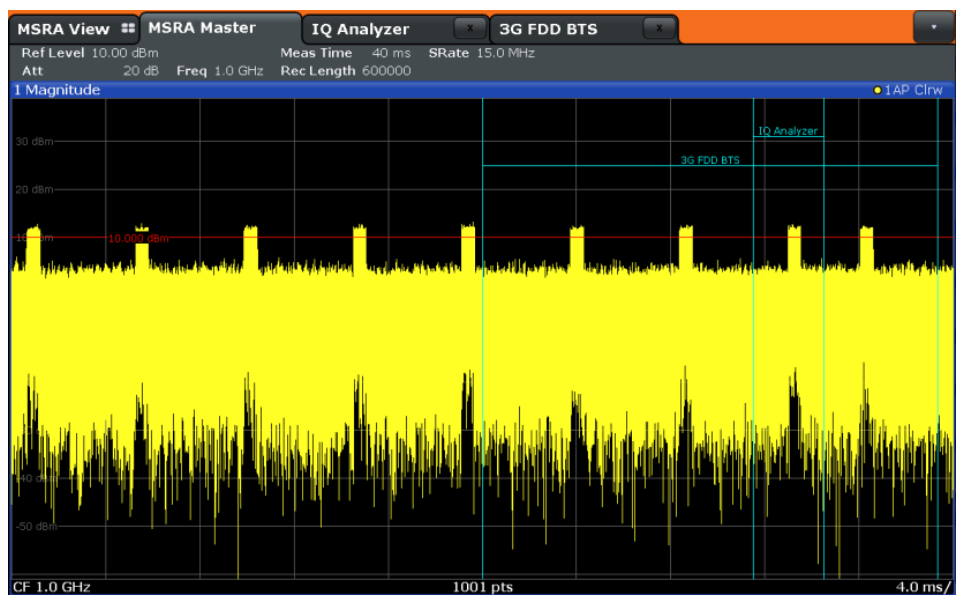 MSRA View MSRA Master IQ Analyzer x 3G FDD BTS x
Ref Level 10.00 dBm Meas Time 40 ms SRate 15.0 MHz
Att 20 dB Freq 1.0 GHz Rec Length 600000
1 Magnitude 1AP Clrw
IQ Analyzer
30 dBm
3G FDD BTS
20 dBm
10.000 dBm
-50 dBm
CF 1.0 GHz 1001 pts 4.0 ms/